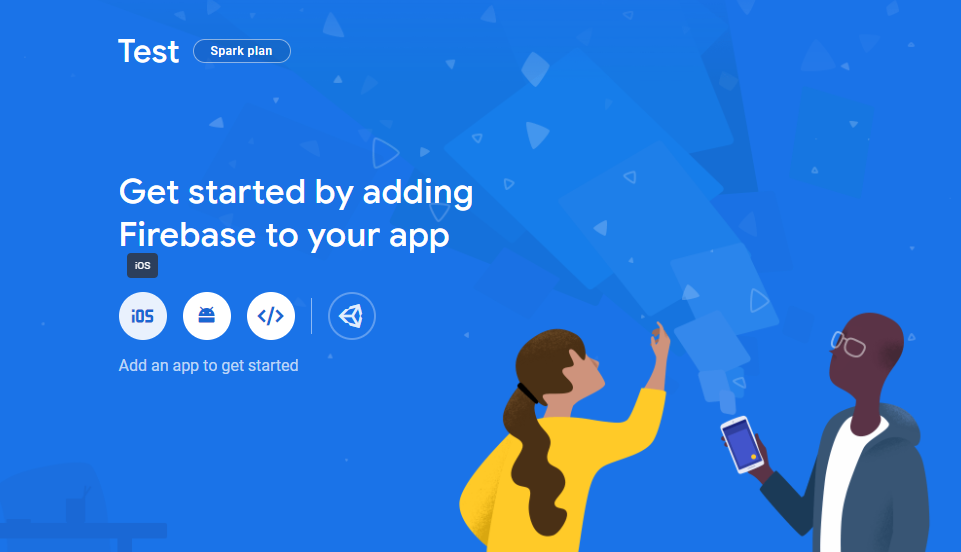 Test Spark plan
Get started by adding
Firebase to your app
iOS
iOS </>
Add an app to get started